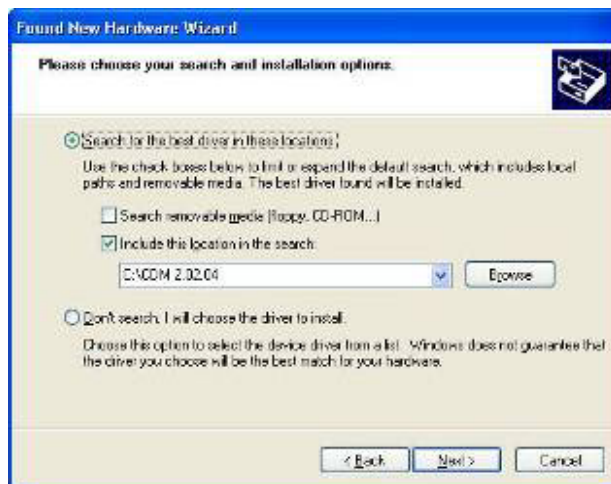 Found New Hardware Wizard
Please choose your search and installation options.
Search for the best driver in these locations.
Use the check boxes below to limit or expand the default search, which includes local
paths and removable media. The best driver found will be installed.
Search removable media (floppy, CD-ROM...)
Include this location in the search:
C:\CDM 2.02.04
Browse
Don't search. I will choose the driver to install.
Choose this option to select the device driver from a list. Windows does not guarantee that
the driver you choose will be the best match for your hardware.
< Back
Next >
Cancel